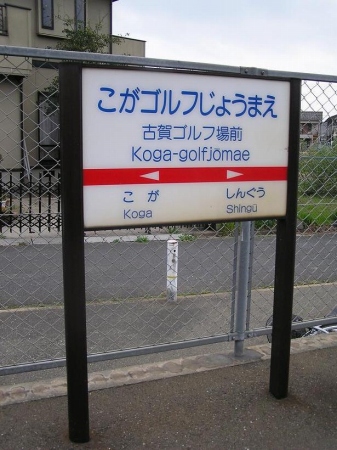 こがゴルフじょうまえ
古賀ゴルフ場前
Koga-golfjōmae
こが しんぐう
Koga Shingū